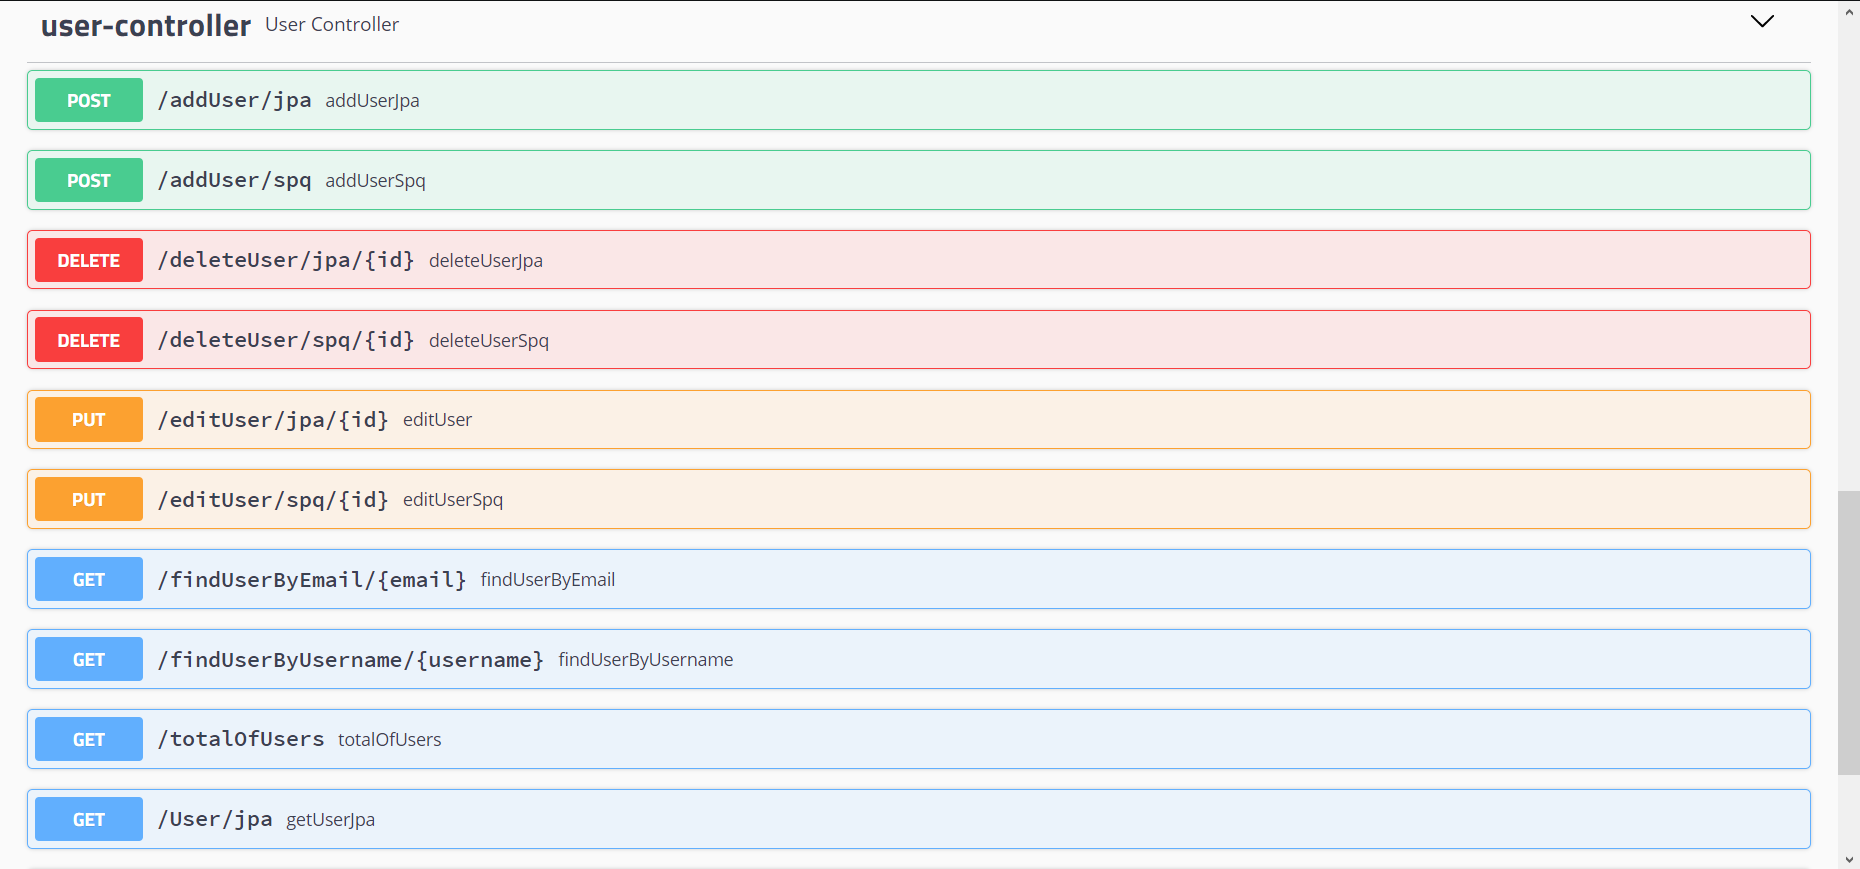 user-controller User Controller
POST /addUser/jpa addUserJpa
POST /addUser/spq addUserSpq
DELETE /deleteUser/jpa/{id} deleteUserJpa
DELETE /deleteUser/spq/{id} deleteUserSpq
PUT /editUser/jpa/{id} editUser
PUT /editUser/spq/{id} editUserSpq
GET /findUserByEmail/{email} findUserByEmail
GET /findUserByUsername/{username} findUserByUsername
GET /totalOfUsers totalOfUsers
GET /User/jpa getUserJpa